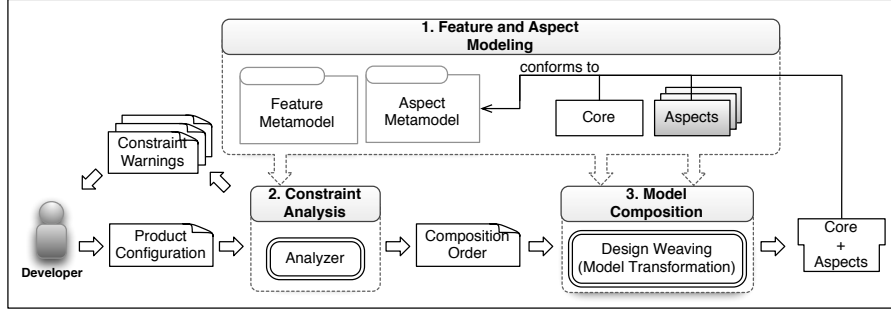 1. Feature and Aspect
Modeling
conforms to
Feature
Metamodel
Aspect
Metamodel
Core
Aspects
Constraint
Warnings
2. Constraint
Analysis
3. Model
Composition
Developer
Product
Configuration
Analyzer
Composition
Order
Design Weaving
(Model Transformation)
Core
+
Aspects